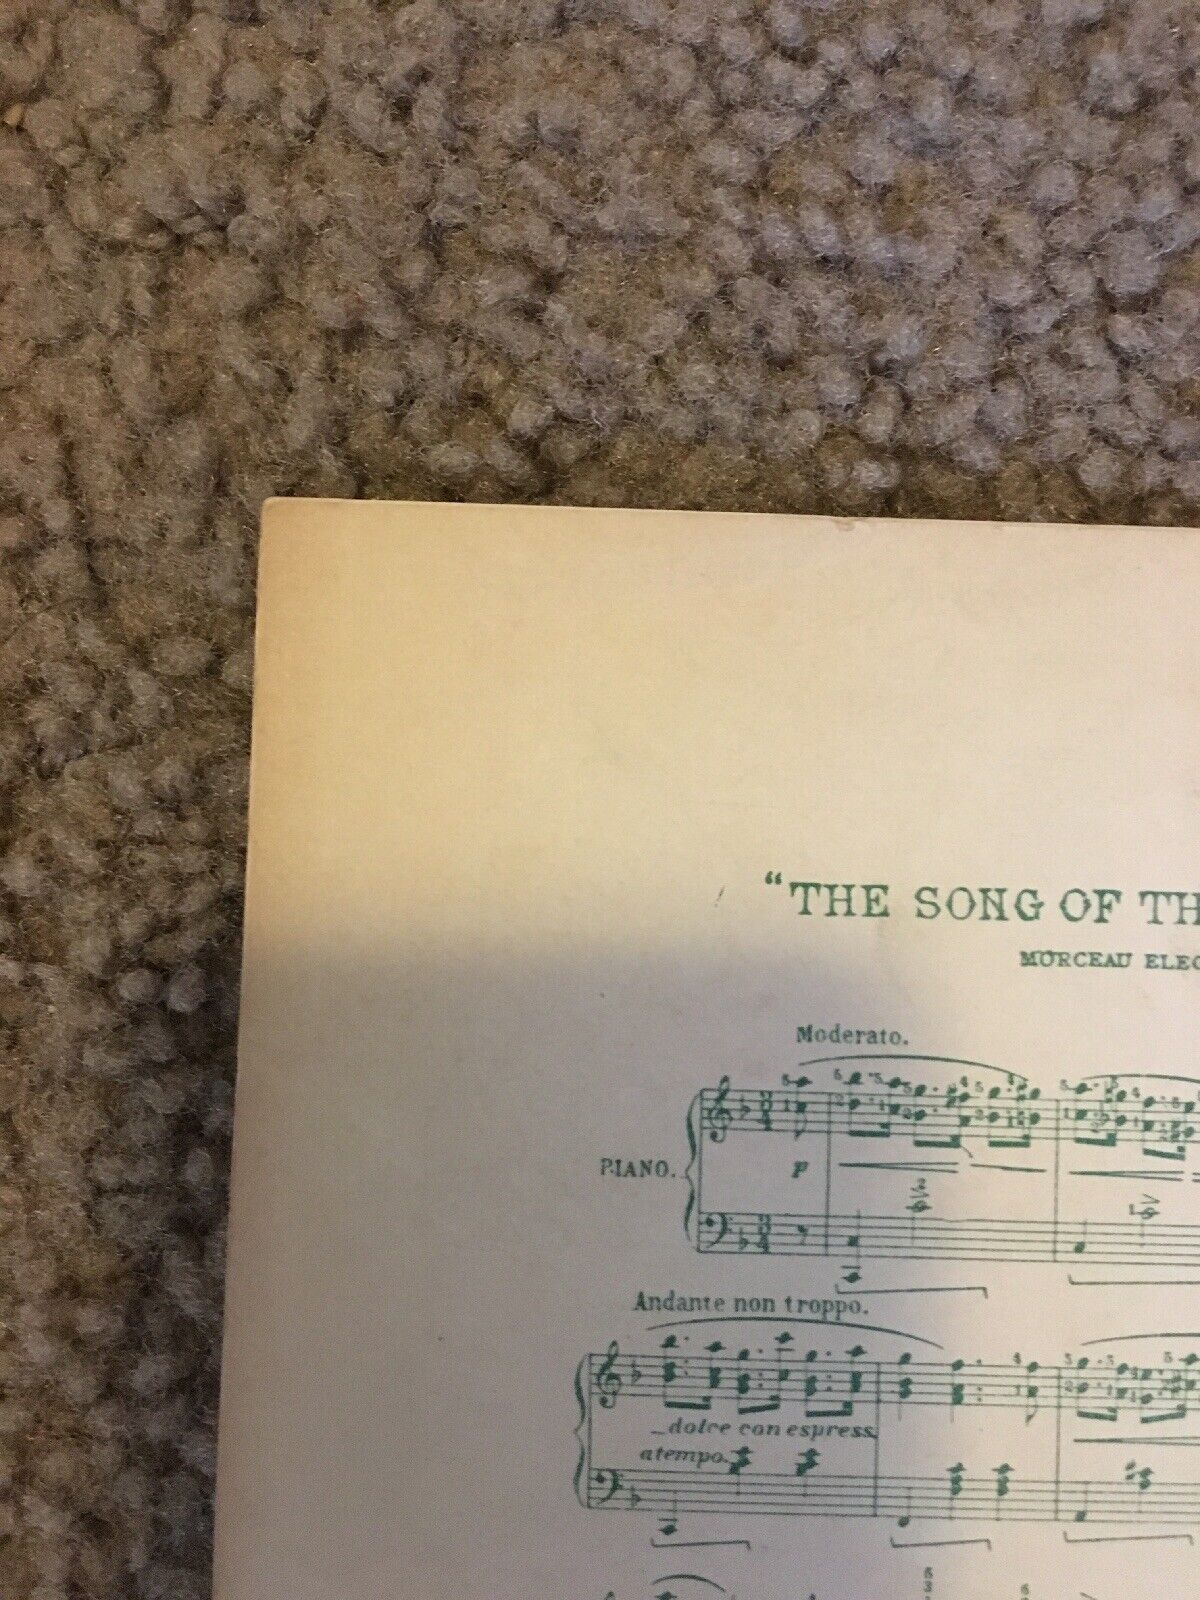 "THE SONG OF TH
MORCEAU ELEG
Moderato.
PIANO.
p
Andante non troppo.
dolce con espress.
a tempo.